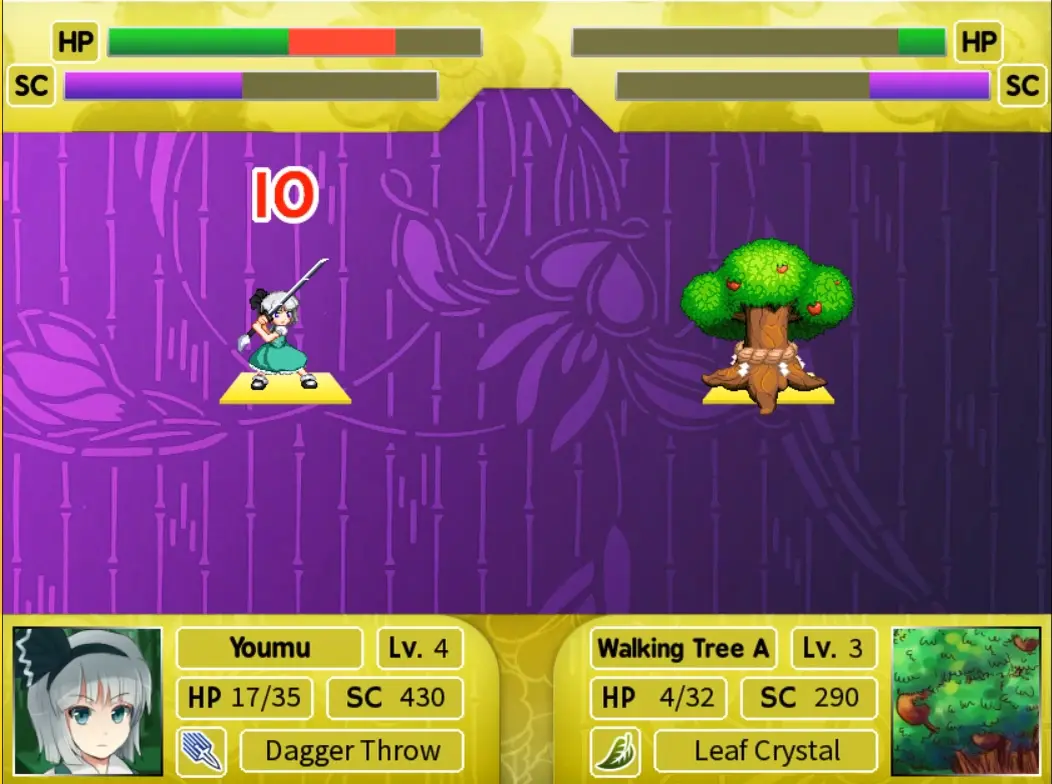 HP HP
SC SC
10
Youmu Lv. 4
HP 17/35 SC 430
Dagger Throw
Walking Tree A Lv. 3
HP 4/32 SC 290
Leaf Crystal